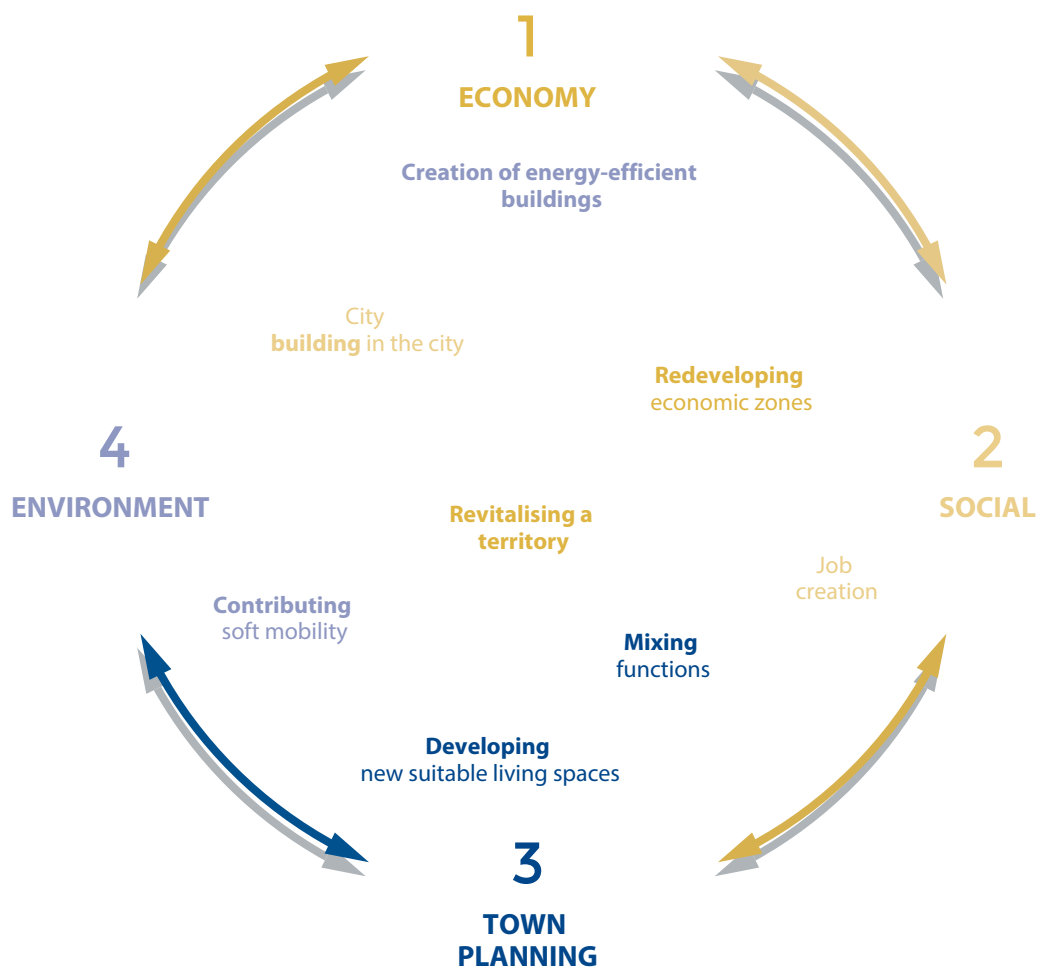 1
ECONOMY
Creation of energy-efficient
buildings
City
building in the city
Redeveloping
economic zones
4
ENVIRONMENT
2
SOCIAL
Revitalising a
territory
Job
creation
Contributing
soft mobility
Mixing
functions
Developing
new suitable living spaces
3
TOWN
PLANNING